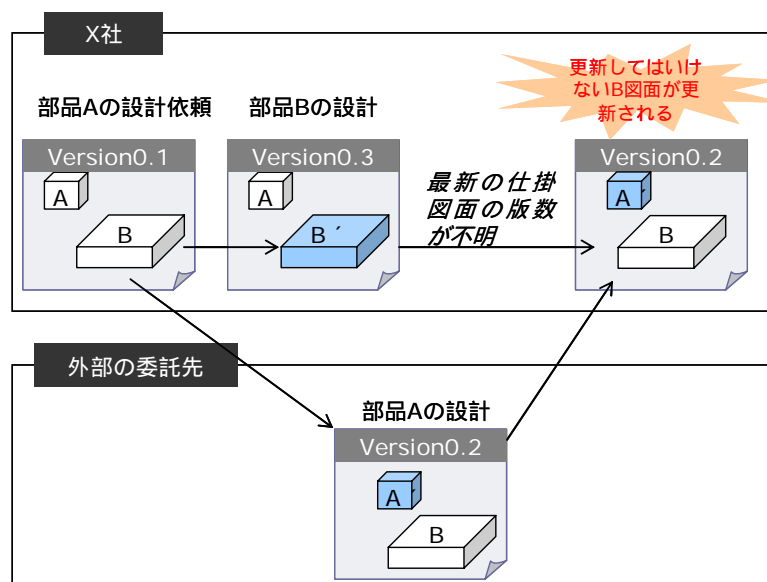 X社
更新してはいけ
ないB図面が更
新される
部品Aの設計依頼
部品Bの設計
Version0.1
Version0.3
Version0.2
A
B
A
B´
最新の仕掛
図面の版数
が不明
A´
B
外部の委託先
部品Aの設計
Version0.2
A´
B